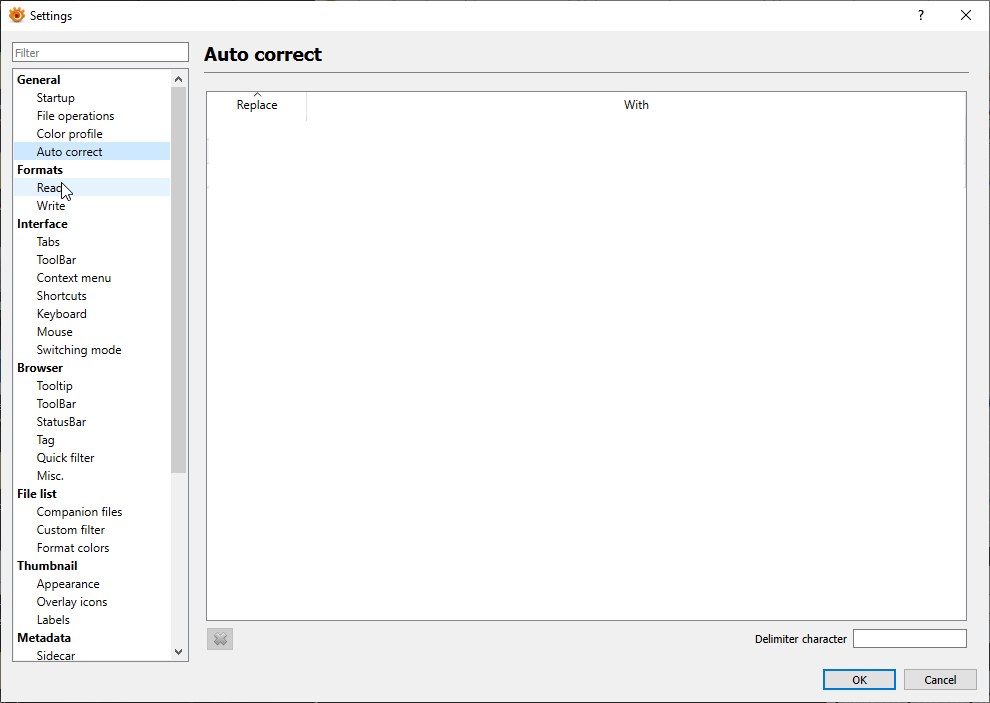 Settings
?
Filter
General
Startup
File operations
Color profile
Auto correct
Formats
Read
Write
Interface
Tabs
ToolBar
Context menu
Shortcuts
Keyboard
Mouse
Switching mode
Browser
Tooltip
ToolBar
StatusBar
Tag
Quick filter
Misc.
File list
Companion files
Custom filter
Format colors
Thumbnail
Appearance
Overlay icons
Labels
Metadata
Sidecar
Auto correct
Replace With
Delimiter character
OK Cancel